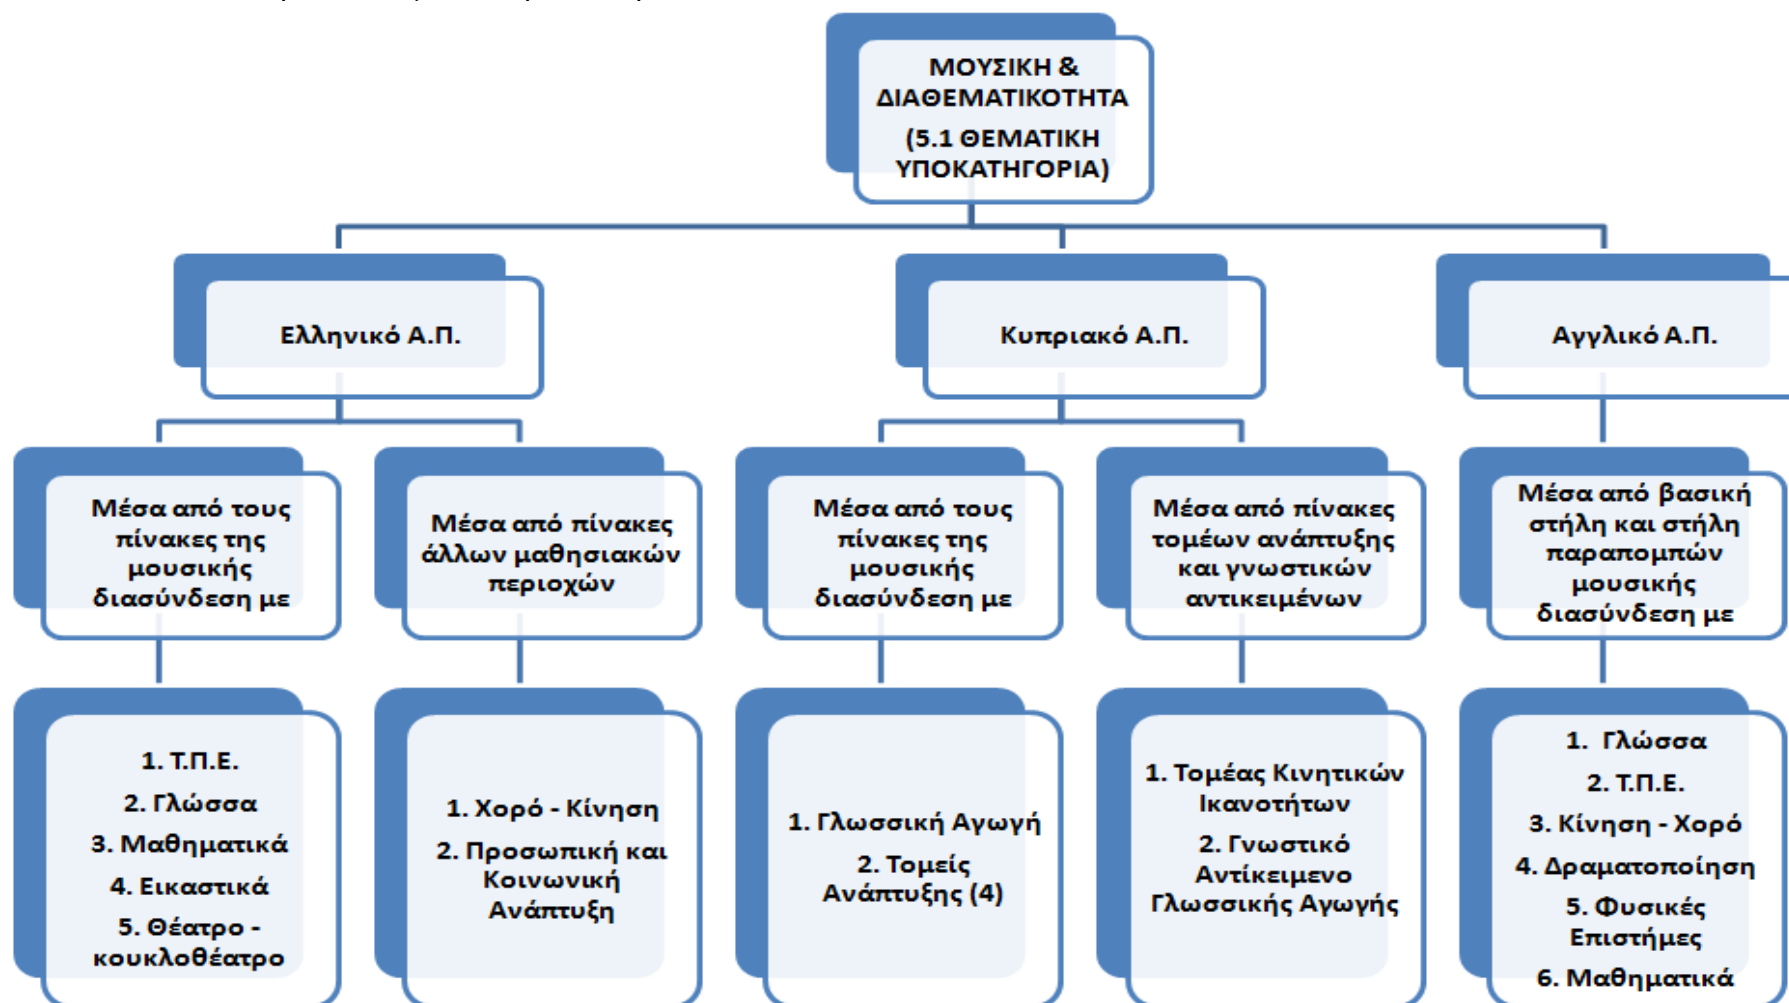 ΜΟΥΣΙΚΗ &
ΔΙΑΘΕΜΑΤΙΚΟΤΗΤΑ
(5.1 ΘΕΜΑΤΙΚΗ
ΥΠΟΚΑΤΗΓΟΡΙΑ)
Ελληνικό Α.Π.
Κυπριακό Α.Π.
Αγγλικό Α.Π.
Μέσα από τους
πίνακες της
μουσικής
διασύνδεση με
Μέσα από πίνακες
άλλων μαθησιακών
περιοχών
Μέσα από τους
πίνακες της
μουσικής
διασύνδεση με
Μέσα από πίνακες
τομέων ανάπτυξης
και γνωστικών
αντικειμένων
Μέσα από βασική
στήλη και στήλη
παραπομπών
μουσικής
διασύνδεση με
1. Τ.Π.Ε.
2. Γλώσσα
3. Μαθηματικά
4. Εικαστικά
5. Θέατρο -
κουκλοθέατρο
1. Χορό - Κίνηση
2. Προσωπική και
Κοινωνική
Ανάπτυξη
1. Γλωσσική Αγωγή
2. Τομείς
Ανάπτυξης (4)
1. Τομέας Κινητικών
Ικανοτήτων
2. Γνωστικό
Αντίκειμενο
Γλωσσικής Αγωγής
1. Γλώσσα
2. Τ.Π.Ε.
3. Κίνηση - Χορό
4. Δραματοποίηση
5. Φυσικές
Επιστήμες
6. Μαθηματικά